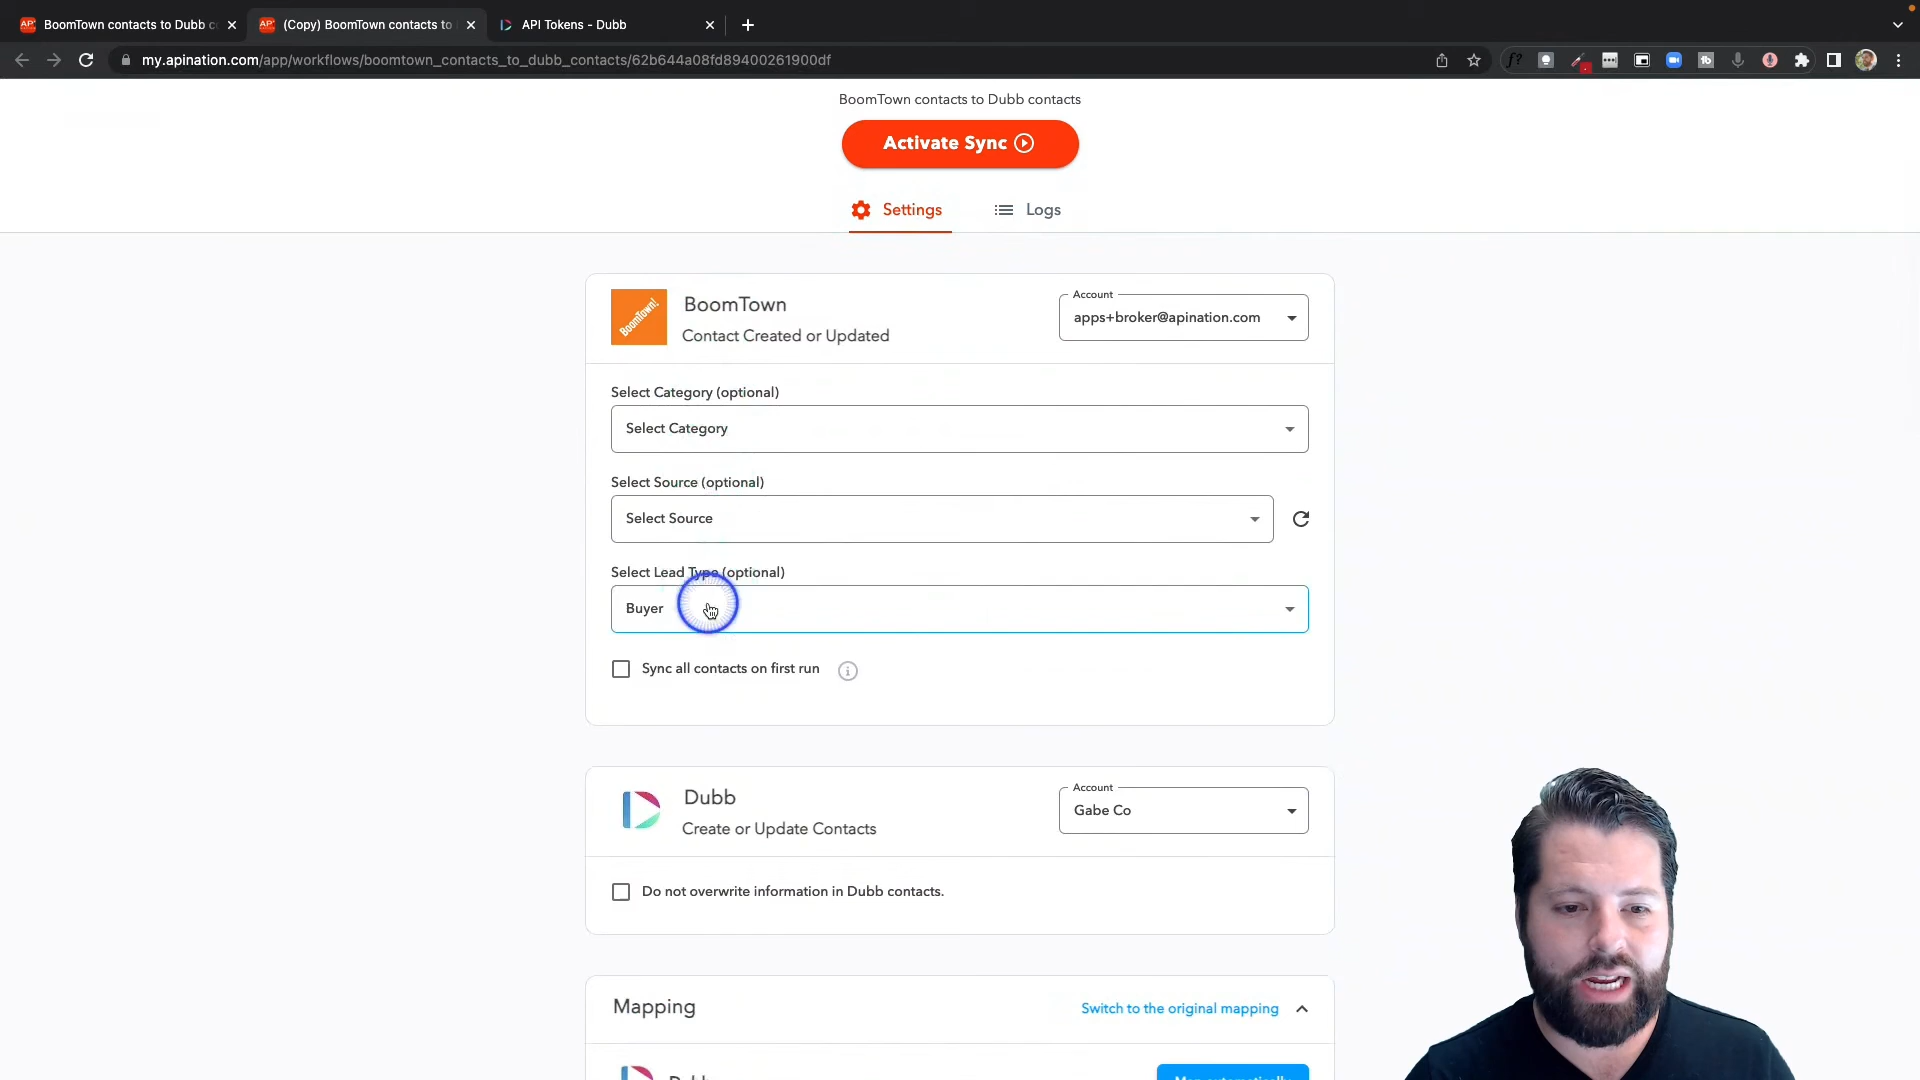 BoomTown contacts to Dubb c
(Copy) BoomTown contacts to
API Tokens - Dubb
my.apination.com/app/workflows/boomtown_contacts_to_dubb_contacts/62b644a08fd89400261900df
BoomTown contacts to Dubb contacts
Activate Sync
Settings
Logs
BoomTown!
BoomTown
Contact Created or Updated
Account
apps+broker@apination.com
Select Category (optional)
Select Category
Select Source (optional)
Select Source
Select Lead Type (optional)
Buyer
Sync all contacts on first run
Dubb
Create or Update Contacts
Account
Gabe Co
Do not overwrite information in Dubb contacts.
Mapping
Switch to the original mapping
Dubb
Map automatically